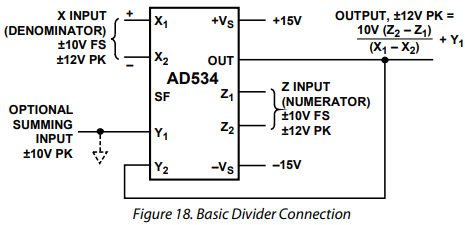 X INPUT
(DENOMINATOR)
±10V FS
±12V PK
+
–
X1
X2
SF
Y1
Y2
AD534
+VS
OUT
Z1
Z2
–VS
+15V
–15V
OUTPUT, ±12V PK =
10V (Z2 – Z1)
(X1 – X2)
+ Y1
Z INPUT
(NUMERATOR)
±10V FS
±12V PK
OPTIONAL
SUMMING
INPUT
±10V PK
Figure 18. Basic Divider Connection